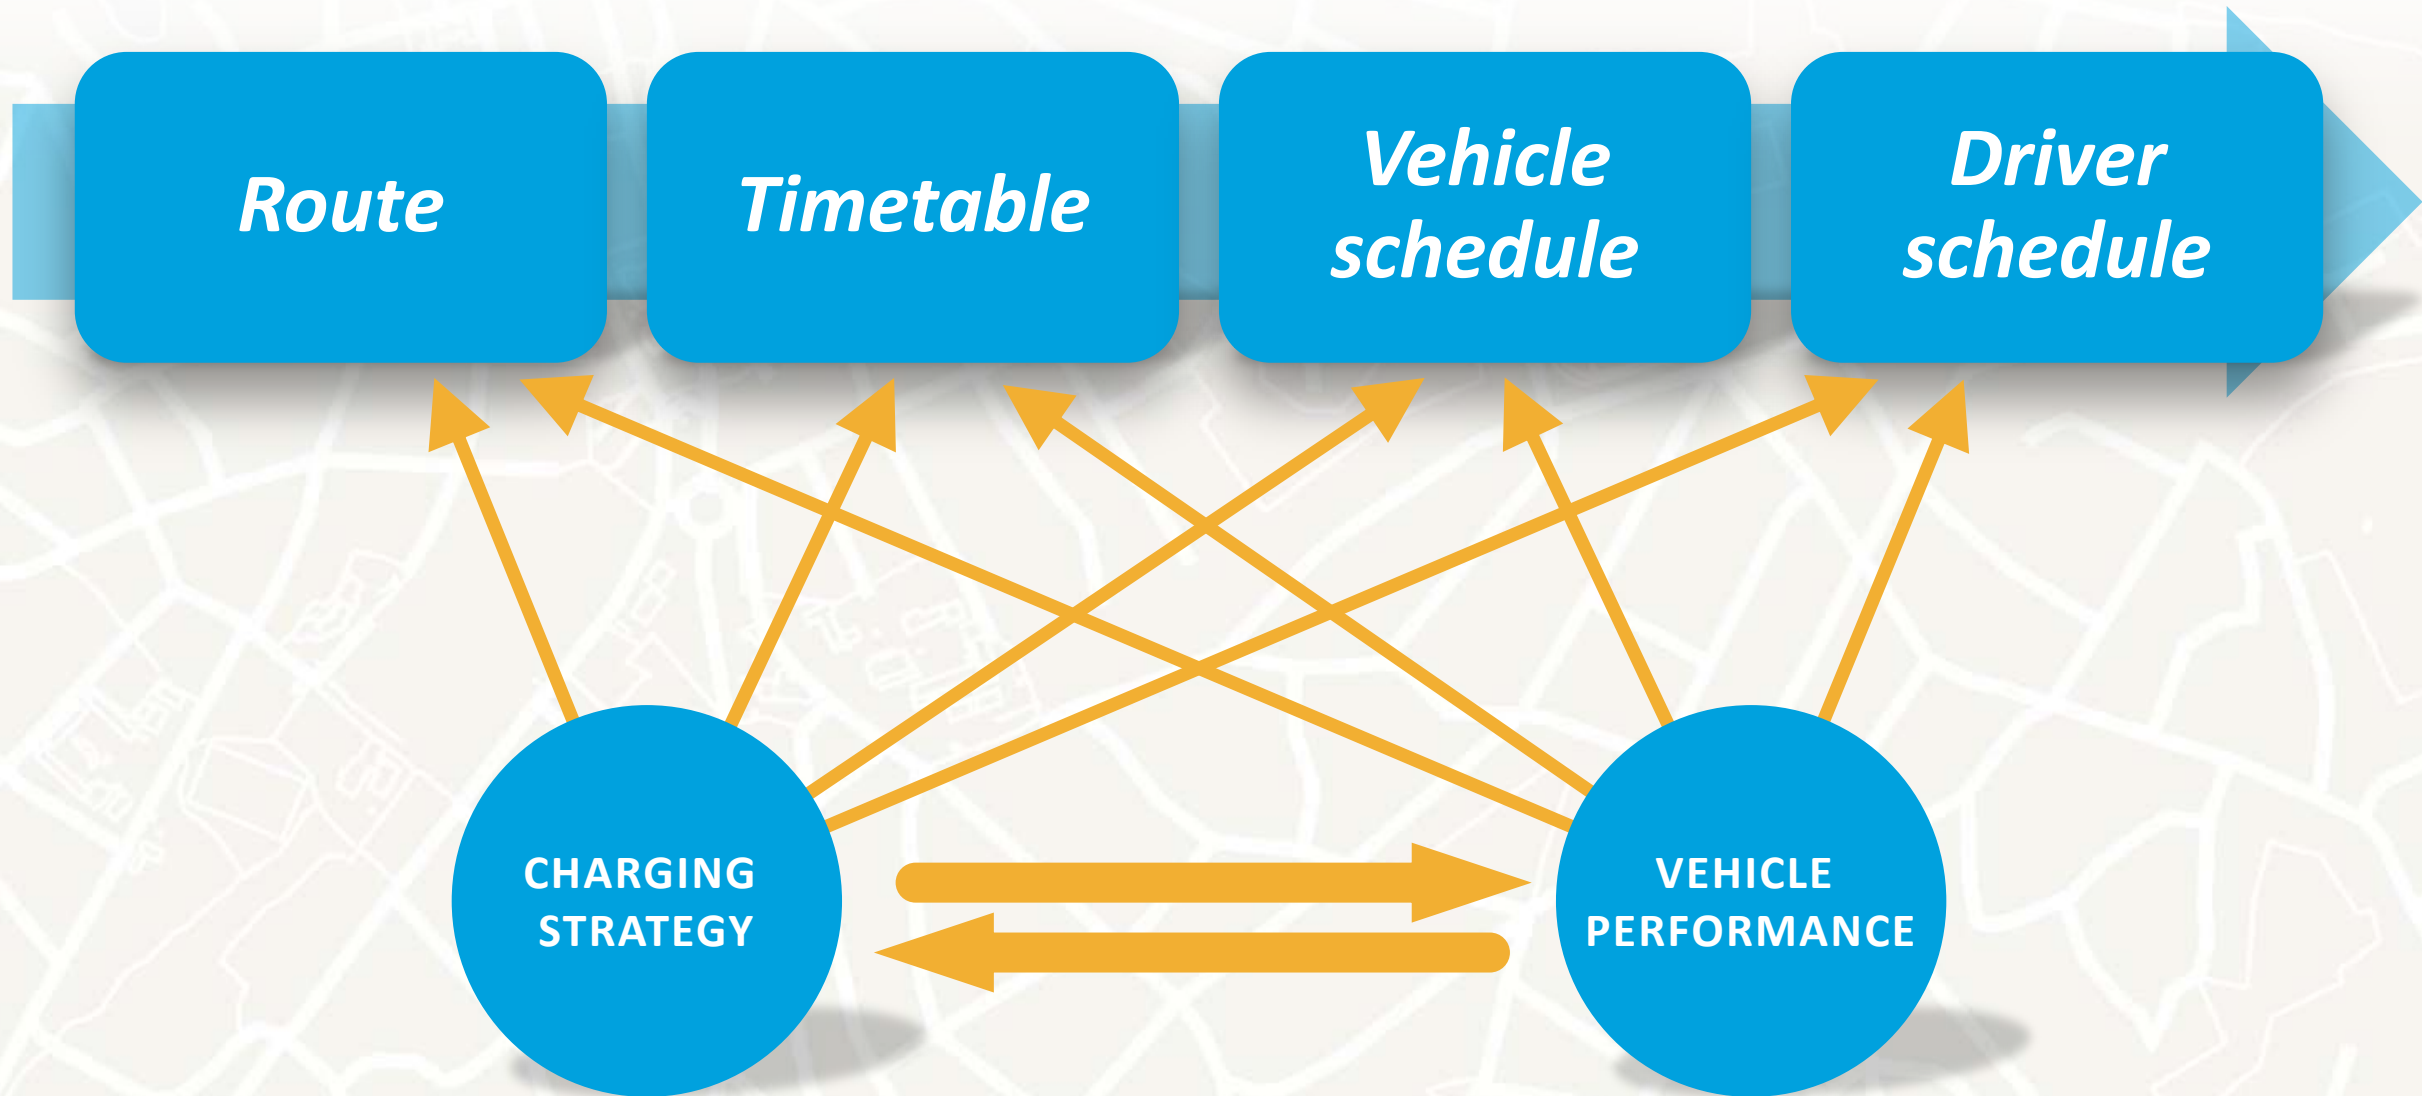 Route
Timetable
Vehicle
schedule
Driver
schedule
CHARGING
STRATEGY
VEHICLE
PERFORMANCE